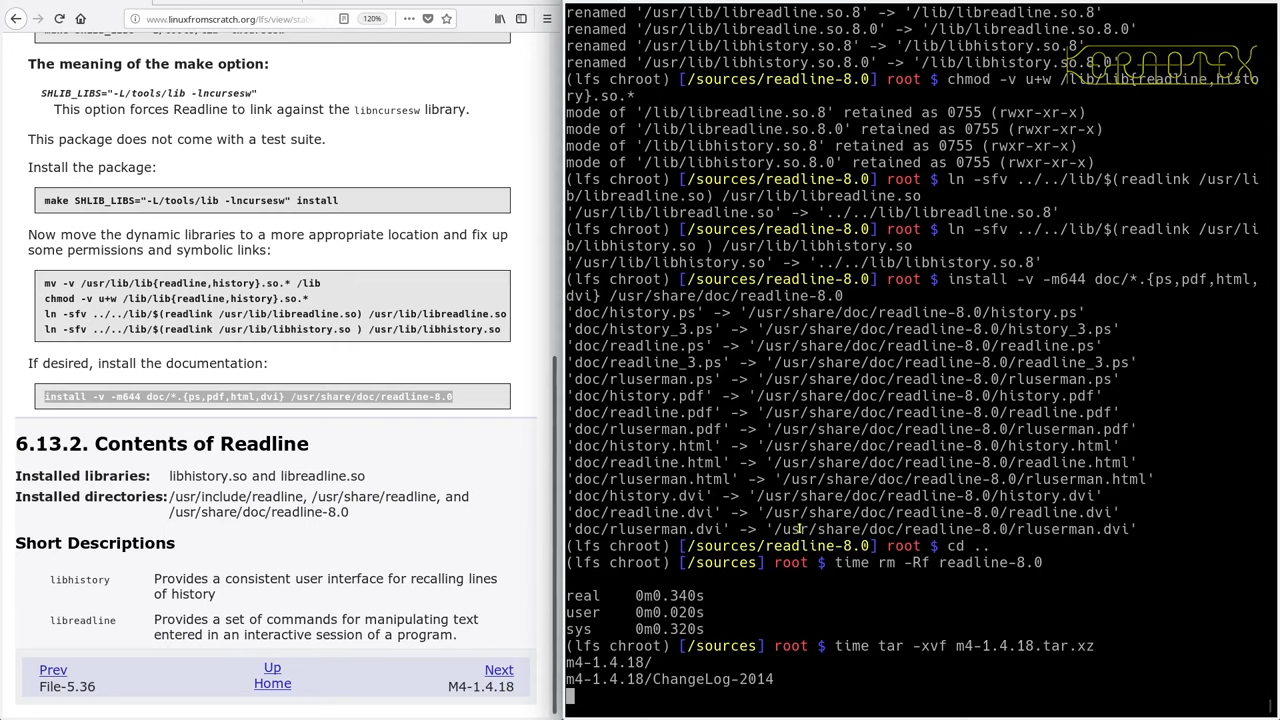 www.linuxfromscratch.org/lfs/view/stab
120%
make SHLIB_LIBS="-L/tools/lib -lncursesw"
The meaning of the make option:
SHLIB_LIBS="-L/tools/lib -lncursesw"
This option forces Readline to link against the libncursesw library.
This package does not come with a test suite.
Install the package:
make SHLIB_LIBS="-L/tools/lib -lncursesw" install
Now move the dynamic libraries to a more appropriate location and fix up
some permissions and symbolic links:
mv -v /usr/lib/lib{readline,history}.so.* /lib
chmod -v u+w /lib/lib{readline,history}.so.*
ln -sfv ../../lib/$(readlink /usr/lib/libreadline.so) /usr/lib/libreadline.so
ln -sfv ../../lib/$(readlink /usr/lib/libhistory.so ) /usr/lib/libhistory.so
If desired, install the documentation:
install -v -m644 doc/*.{ps,pdf,html,dvi} /usr/share/doc/readline-8.0
6.13.2. Contents of Readline
Installed libraries: libhistory.so and libreadline.so
Installed directories: /usr/include/readline, /usr/share/readline, and
/usr/share/doc/readline-8.0
Short Descriptions
libhistory Provides a consistent user interface for recalling lines
of history
libreadline Provides a set of commands for manipulating text
entered in an interactive session of a program.
Prev Up Next
File-5.36 Home M4-1.4.18
renamed '/usr/lib/libreadline.so.8' -> '/lib/libreadline.so.8'
renamed '/usr/lib/libreadline.so.8.0' -> '/lib/libreadline.so.8.0'
renamed '/usr/lib/libhistory.so.8' -> '/lib/libhistory.so.8'
renamed '/usr/lib/libhistory.so.8.0' -> '/lib/libhistory.so.8.0'
(lfs chroot) [/sources/readline-8.0] root $ chmod -v u+w /lib/lib{readline,histo
ry}.so.*
mode of '/lib/libreadline.so.8' retained as 0755 (rwxr-xr-x)
mode of '/lib/libreadline.so.8.0' retained as 0755 (rwxr-xr-x)
mode of '/lib/libhistory.so.8' retained as 0755 (rwxr-xr-x)
mode of '/lib/libhistory.so.8.0' retained as 0755 (rwxr-xr-x)
(lfs chroot) [/sources/readline-8.0] root $ ln -sfv ../../lib/$(readlink /usr/li
b/libreadline.so) /usr/lib/libreadline.so
'/usr/lib/libreadline.so' -> '../../lib/libreadline.so.8'
(lfs chroot) [/sources/readline-8.0] root $ ln -sfv ../../lib/$(readlink /usr/li
b/libhistory.so ) /usr/lib/libhistory.so
'/usr/lib/libhistory.so' -> '../../lib/libhistory.so.8'
(lfs chroot) [/sources/readline-8.0] root $ install -v -m644 doc/*.{ps,pdf,html,
dvi} /usr/share/doc/readline-8.0
'doc/history.ps' -> '/usr/share/doc/readline-8.0/history.ps'
'doc/history_3.ps' -> '/usr/share/doc/readline-8.0/history_3.ps'
'doc/readline.ps' -> '/usr/share/doc/readline-8.0/readline.ps'
'doc/readline_3.ps' -> '/usr/share/doc/readline-8.0/readline_3.ps'
'doc/rluserman.ps' -> '/usr/share/doc/readline-8.0/rluserman.ps'
'doc/history.pdf' -> '/usr/share/doc/readline-8.0/history.pdf'
'doc/readline.pdf' -> '/usr/share/doc/readline-8.0/readline.pdf'
'doc/rluserman.pdf' -> '/usr/share/doc/readline-8.0/rluserman.pdf'
'doc/history.html' -> '/usr/share/doc/readline-8.0/history.html'
'doc/readline.html' -> '/usr/share/doc/readline-8.0/readline.html'
'doc/rluserman.html' -> '/usr/share/doc/readline-8.0/rluserman.html'
'doc/history.dvi' -> '/usr/share/doc/readline-8.0/history.dvi'
'doc/readline.dvi' -> '/usr/share/doc/readline-8.0/readline.dvi'
'doc/rluserman.dvi' -> '/usr/share/doc/readline-8.0/rluserman.dvi'
(lfs chroot) [/sources/readline-8.0] root $ cd ..
(lfs chroot) [/sources] root $ time rm -Rf readline-8.0
real 0m0.340s
user 0m0.020s
sys 0m0.320s
(lfs chroot) [/sources] root $ time tar -xvf m4-1.4.18.tar.xz
m4-1.4.18/
m4-1.4.18/ChangeLog-2014